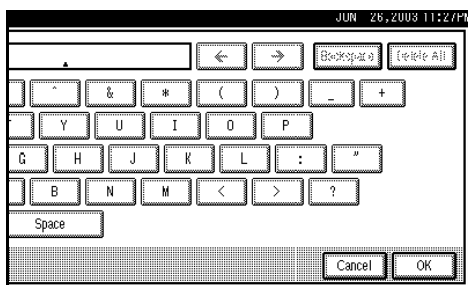 JUN 26,2003 11:27PM
← → Backspace Delete All
^ & * ( ) _ +
Y U I O P
G H J K L : "
B N M < > ?
Space
Cancel OK